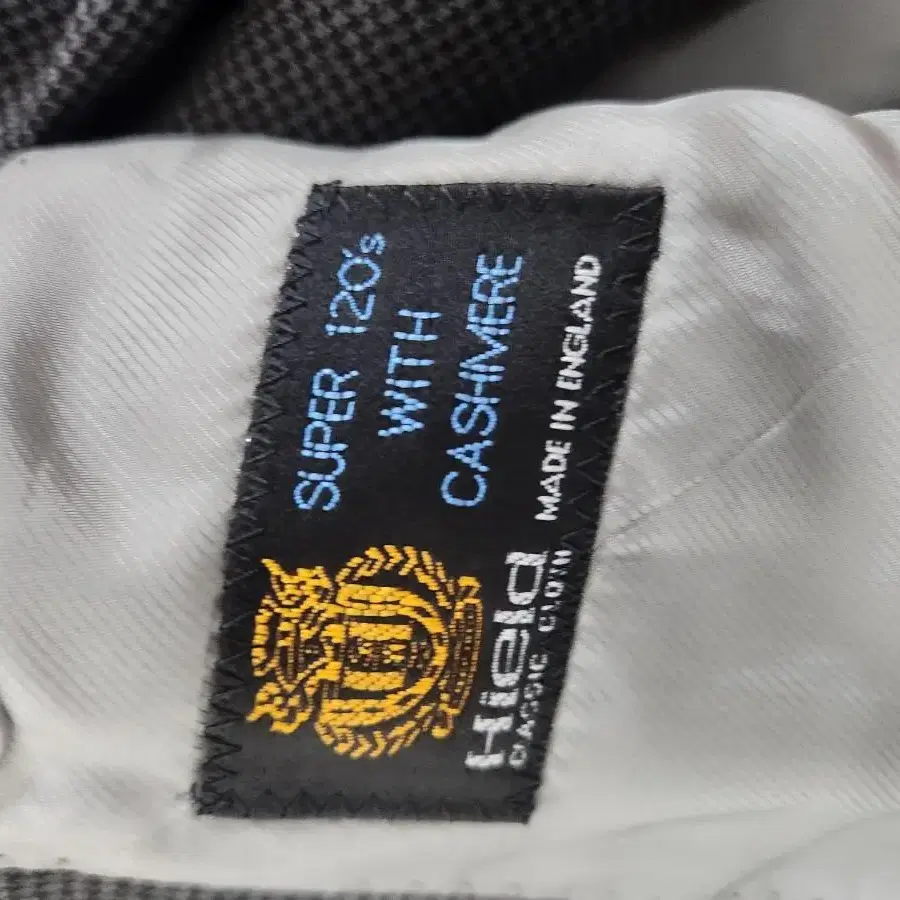 Hield
CLASSIC CLOTH
SUPER 120's
WITH
CASHMERE
MADE IN ENGLAND